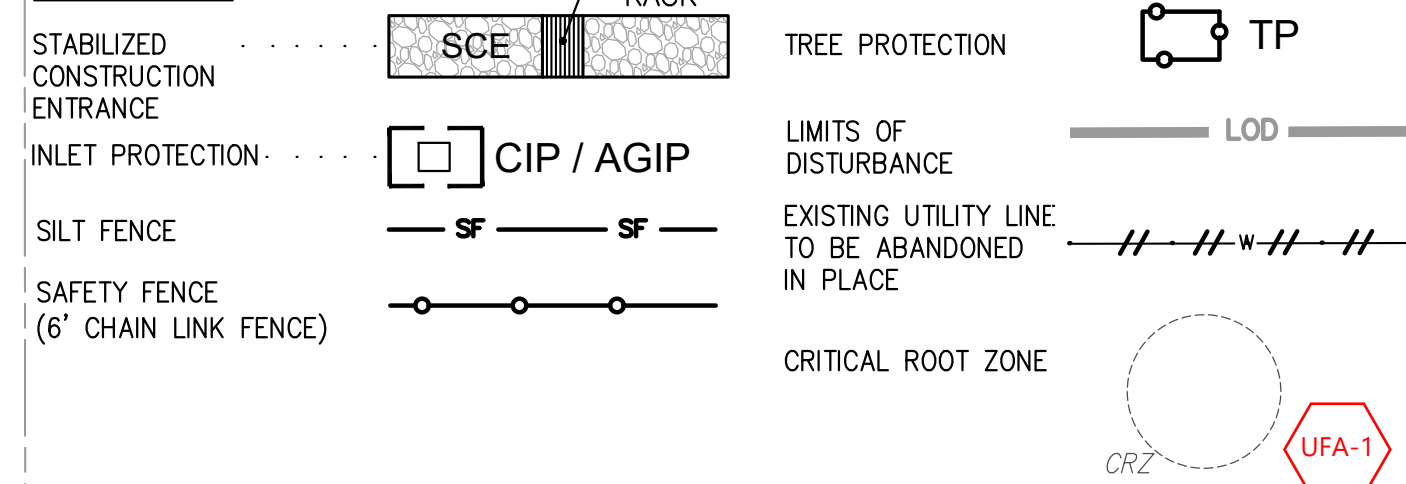 STABILIZED
CONSTRUCTION
ENTRANCE
SCE
INLET PROTECTION
CIP / AGIP
SILT FENCE
SF SF
SAFETY FENCE
(6' CHAIN LINK FENCE)
TREE PROTECTION
TP
LIMITS OF
DISTURBANCE
LOD
EXISTING UTILITY LINE
TO BE ABANDONED
IN PLACE
W
CRITICAL ROOT ZONE
CRZ
UFA-1